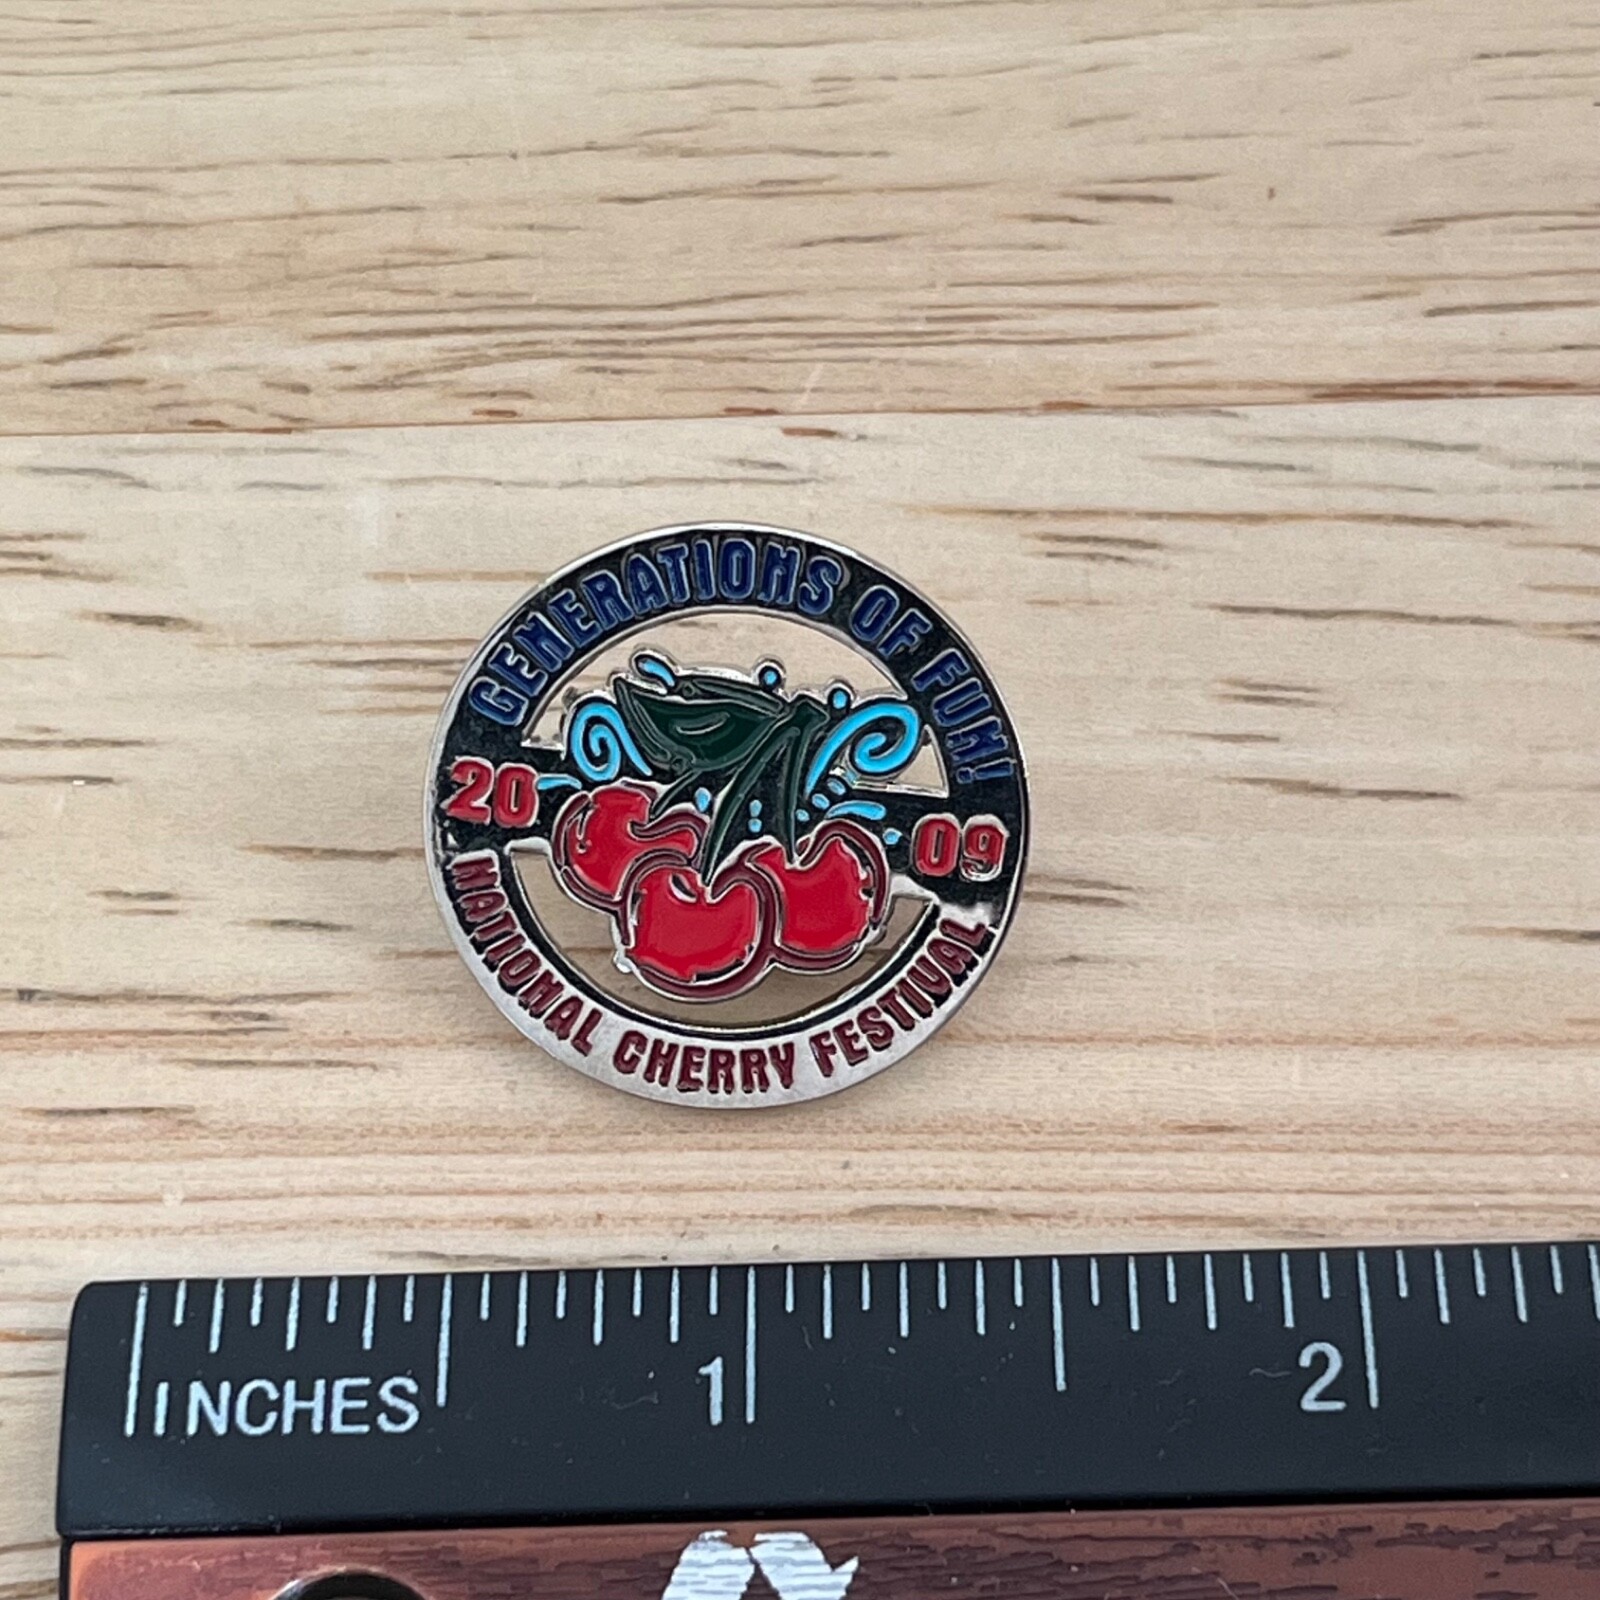 GENERATIONS OF FUN!
20 09
NATIONAL CHERRY FESTIVAL
INCHES 1 2